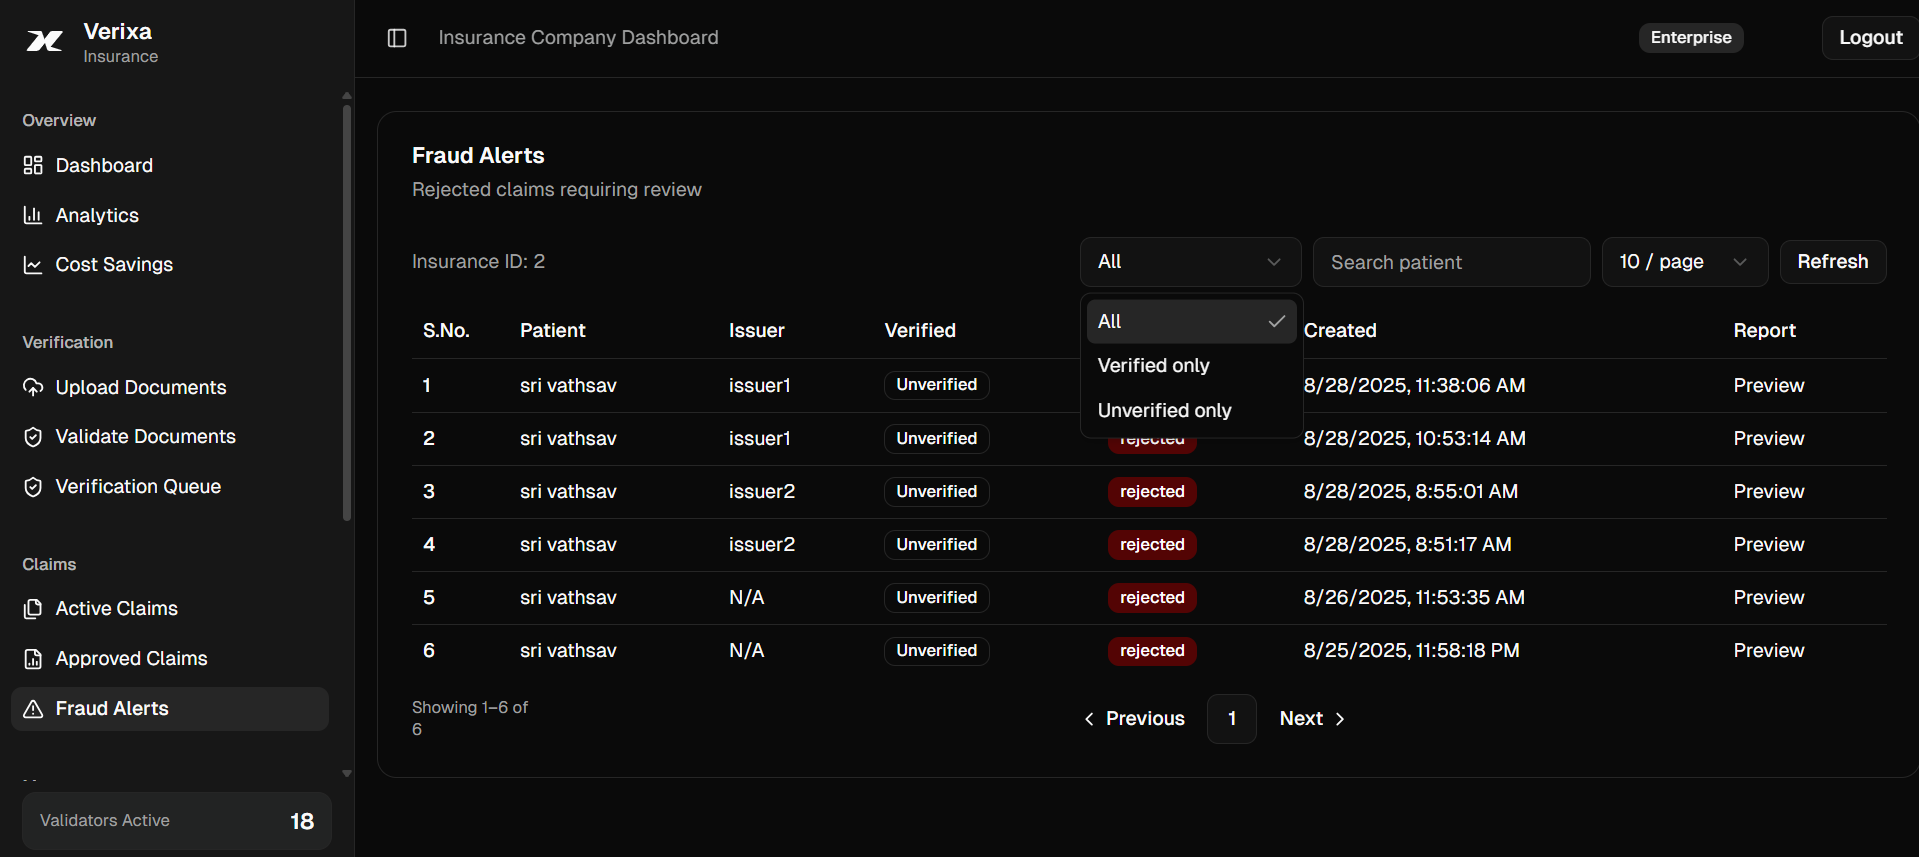 Verixa
Insurance
Overview
Dashboard
Analytics
Cost Savings
Verification
Upload Documents
Validate Documents
Verification Queue
Claims
Active Claims
Approved Claims
Fraud Alerts
Validators Active 18
Insurance Company Dashboard Enterprise Logout
Fraud Alerts
Rejected claims requiring review
Insurance ID: 2 All Search patient 10 / page Refresh
All
Verified only
Unverified only
S.No. Patient Issuer Verified Created Report
1 sri vathsav issuer1 Unverified 8/28/2025, 11:38:06 AM Preview
2 sri vathsav issuer1 Unverified rejected 8/28/2025, 10:53:14 AM Preview
3 sri vathsav issuer2 Unverified rejected 8/28/2025, 8:55:01 AM Preview
4 sri vathsav issuer2 Unverified rejected 8/28/2025, 8:51:17 AM Preview
5 sri vathsav N/A Unverified rejected 8/26/2025, 11:53:35 AM Preview
6 sri vathsav N/A Unverified rejected 8/25/2025, 11:58:18 PM Preview
Showing 1–6 of
6
Previous 1 Next